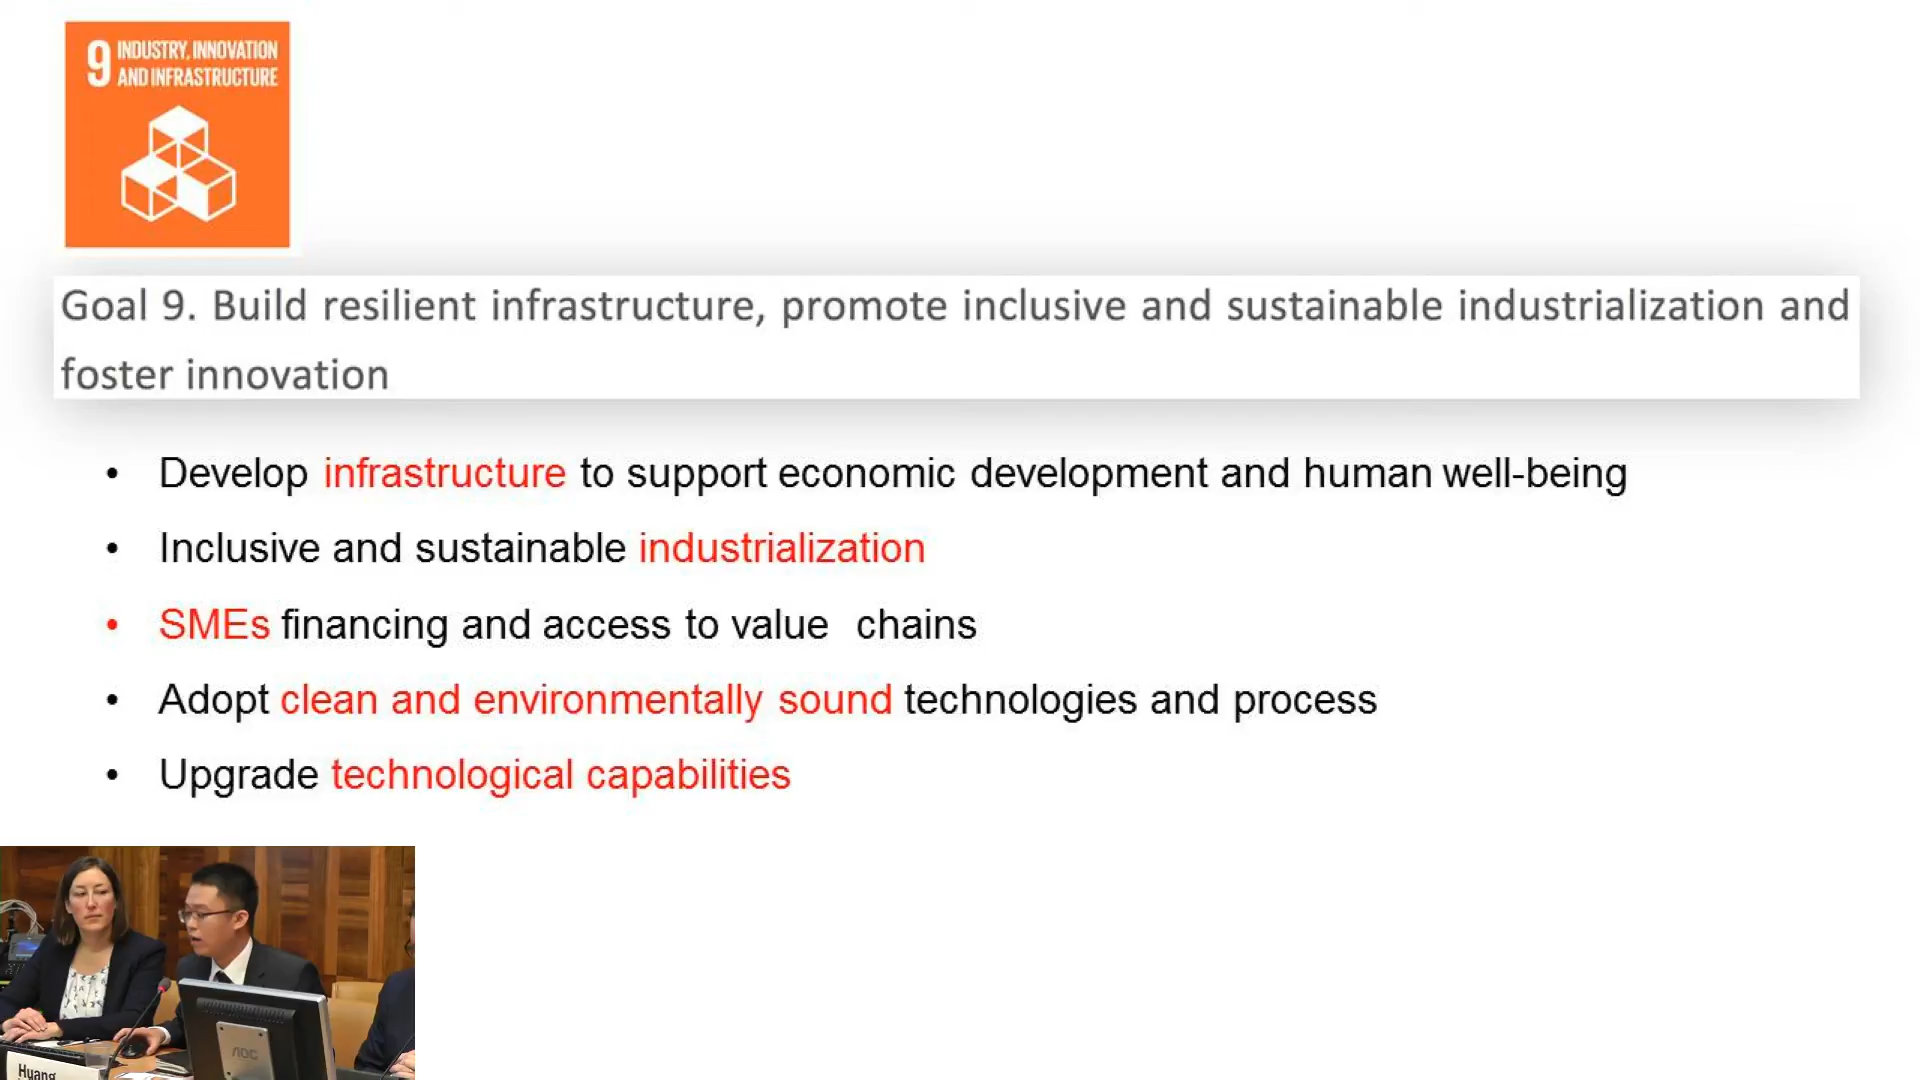 9 INDUSTRY, INNOVATION
AND INFRASTRUCTURE
Goal 9. Build resilient infrastructure, promote inclusive and sustainable industrialization and
foster innovation
• Develop infrastructure to support economic development and human well-being
• Inclusive and sustainable industrialization
• SMEs financing and access to value chains
• Adopt clean and environmentally sound technologies and process
• Upgrade technological capabilities
AOC
Huang